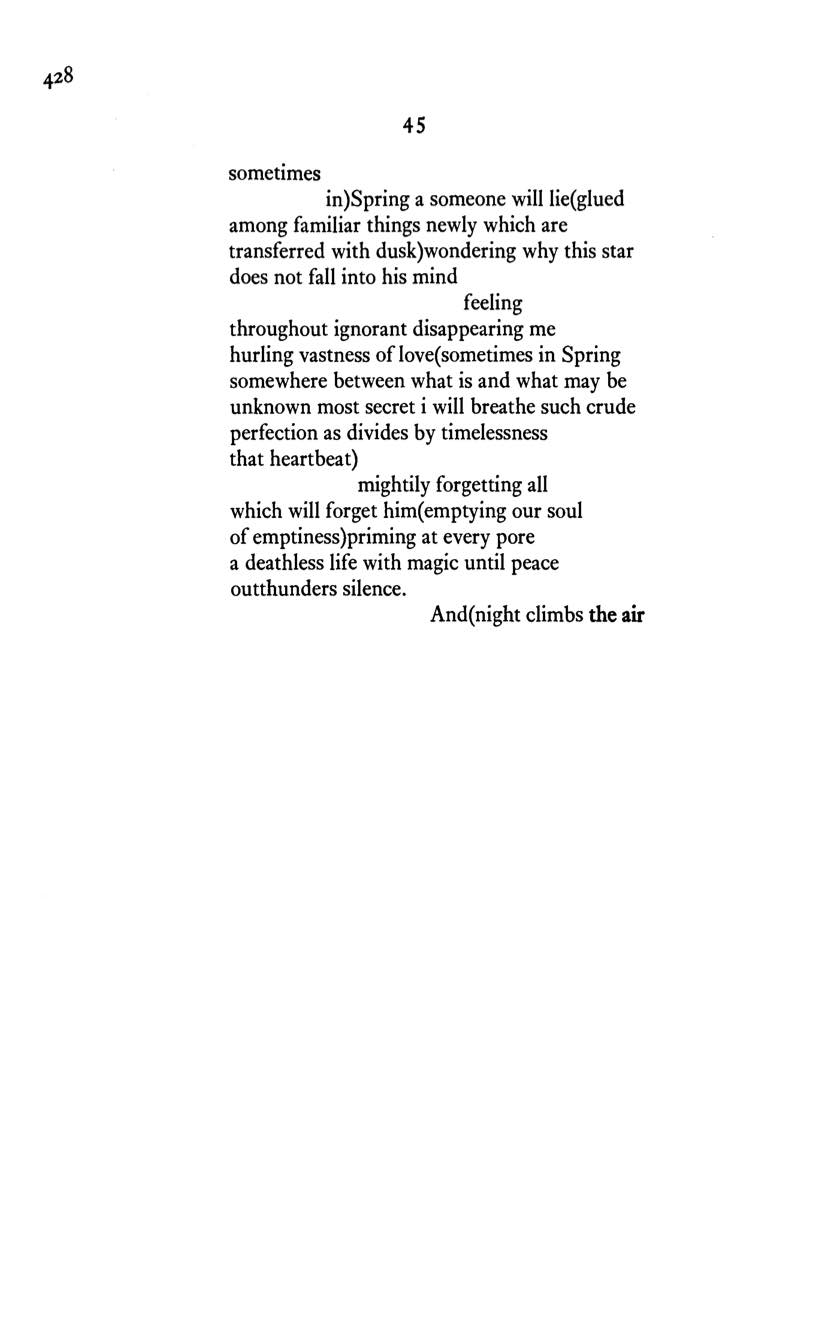 428
45
sometimes
in)Spring a someone will lie(glued
among familiar things newly which are
transferred with dusk)wondering why this star
does not fall into his mind
feeling
throughout ignorant disappearing me
hurling vastness of love(sometimes in Spring
somewhere between what is and what may be
unknown most secret i will breathe such crude
perfection as divides by timelessness
that heartbeat)
mightily forgetting all
which will forget him(emptying our soul
of emptiness)priming at every pore
a deathless life with magic until peace
outthunders silence.
And(night climbs the air